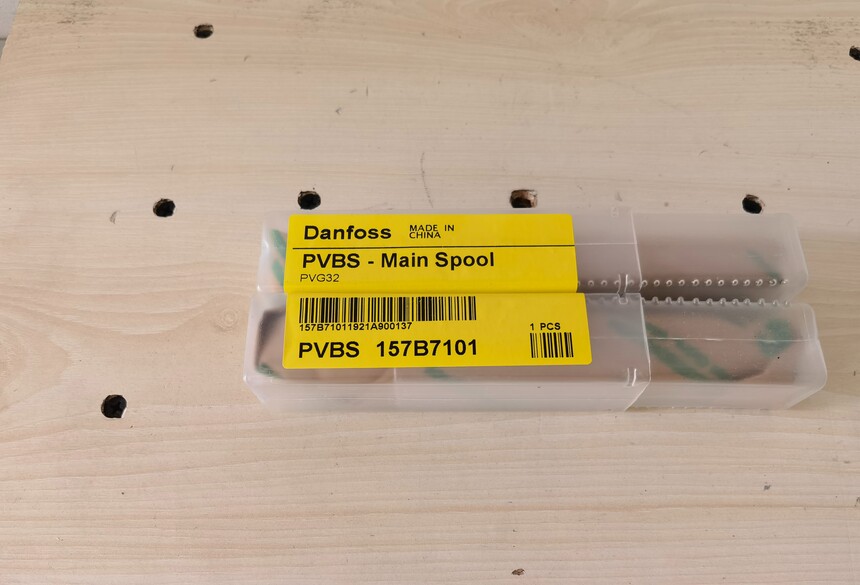 Danfoss MADE IN CHINA
PVBS - Main Spool
PVG32
157B71011921A900137
1 PCS
PVBS 157B7101